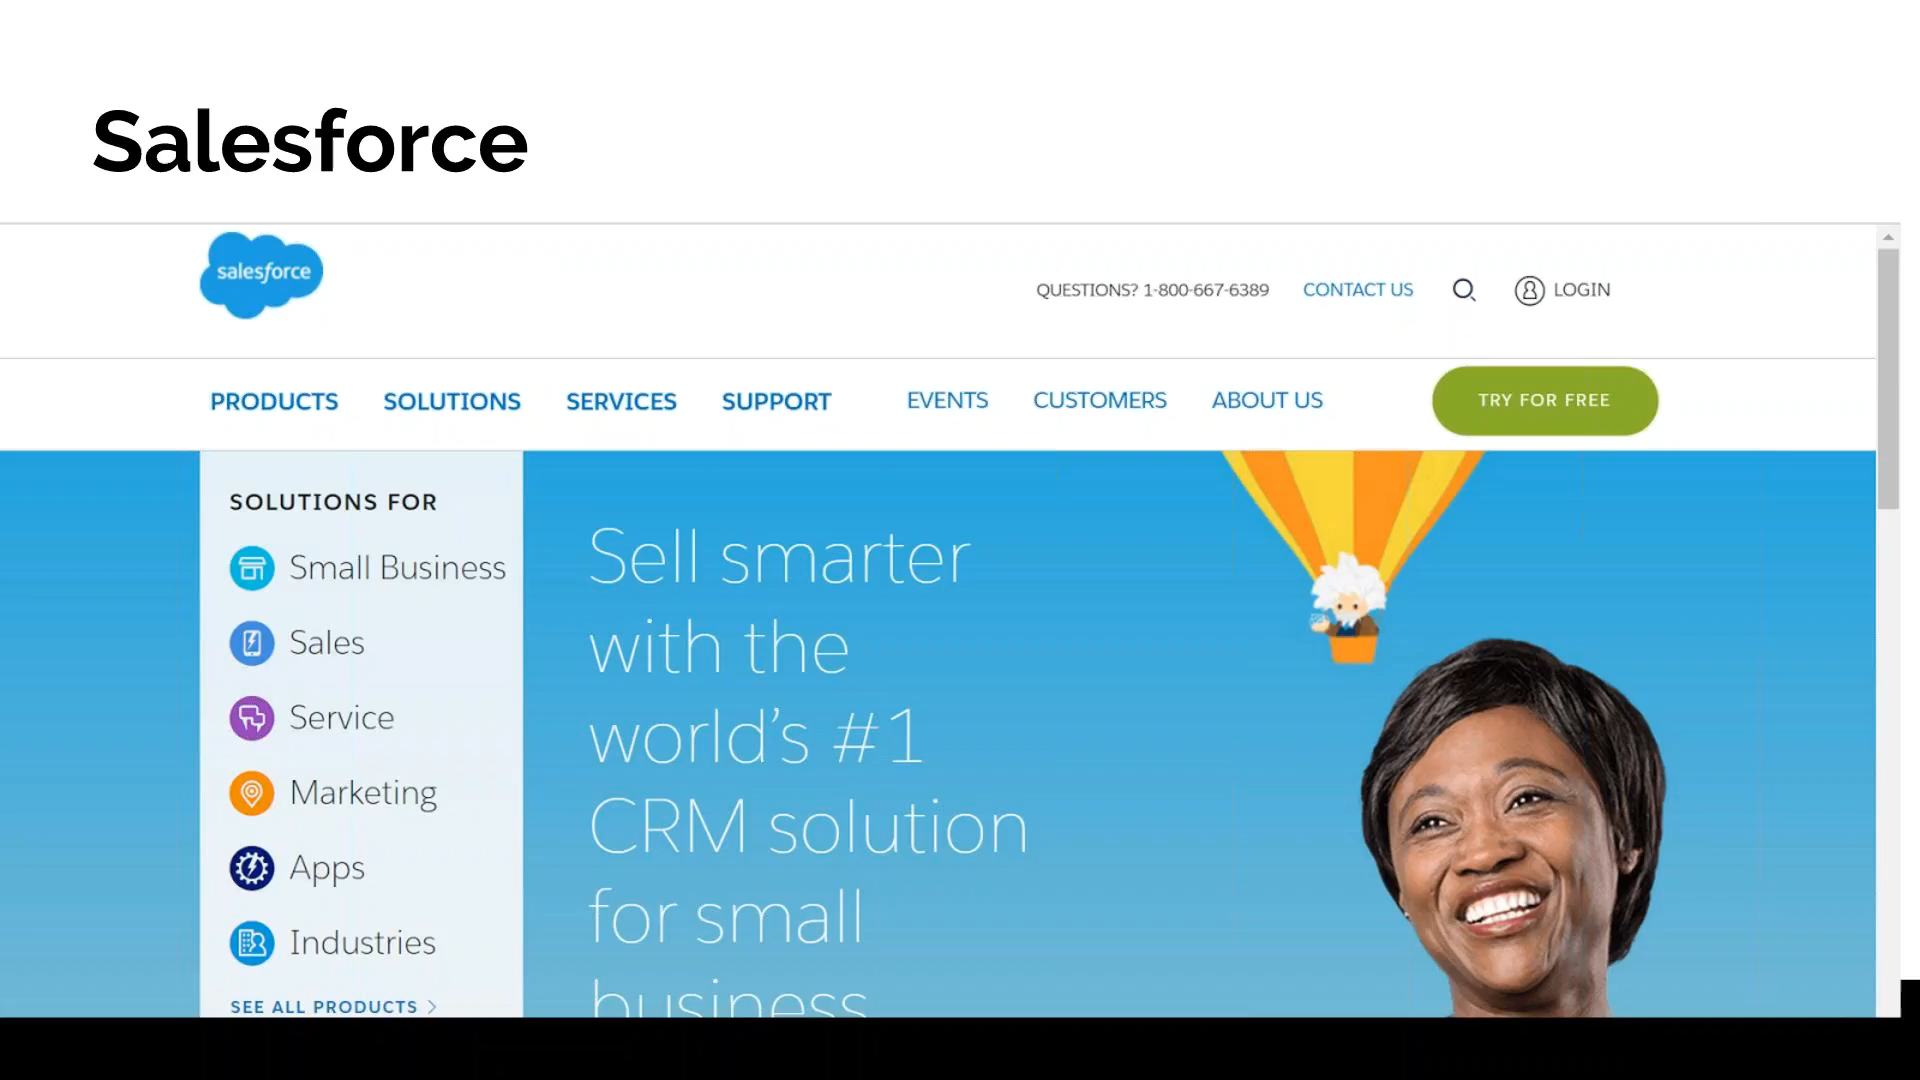 Salesforce
salesforce
QUESTIONS? 1-800-667-6389 CONTACT US LOGIN
PRODUCTS SOLUTIONS SERVICES SUPPORT EVENTS CUSTOMERS ABOUT US TRY FOR FREE
SOLUTIONS FOR
Small Business
Sales
Service
Marketing
Apps
Industries
SEE ALL PRODUCTS
Sell smarter
with the
world's #1
CRM solution
for small
business